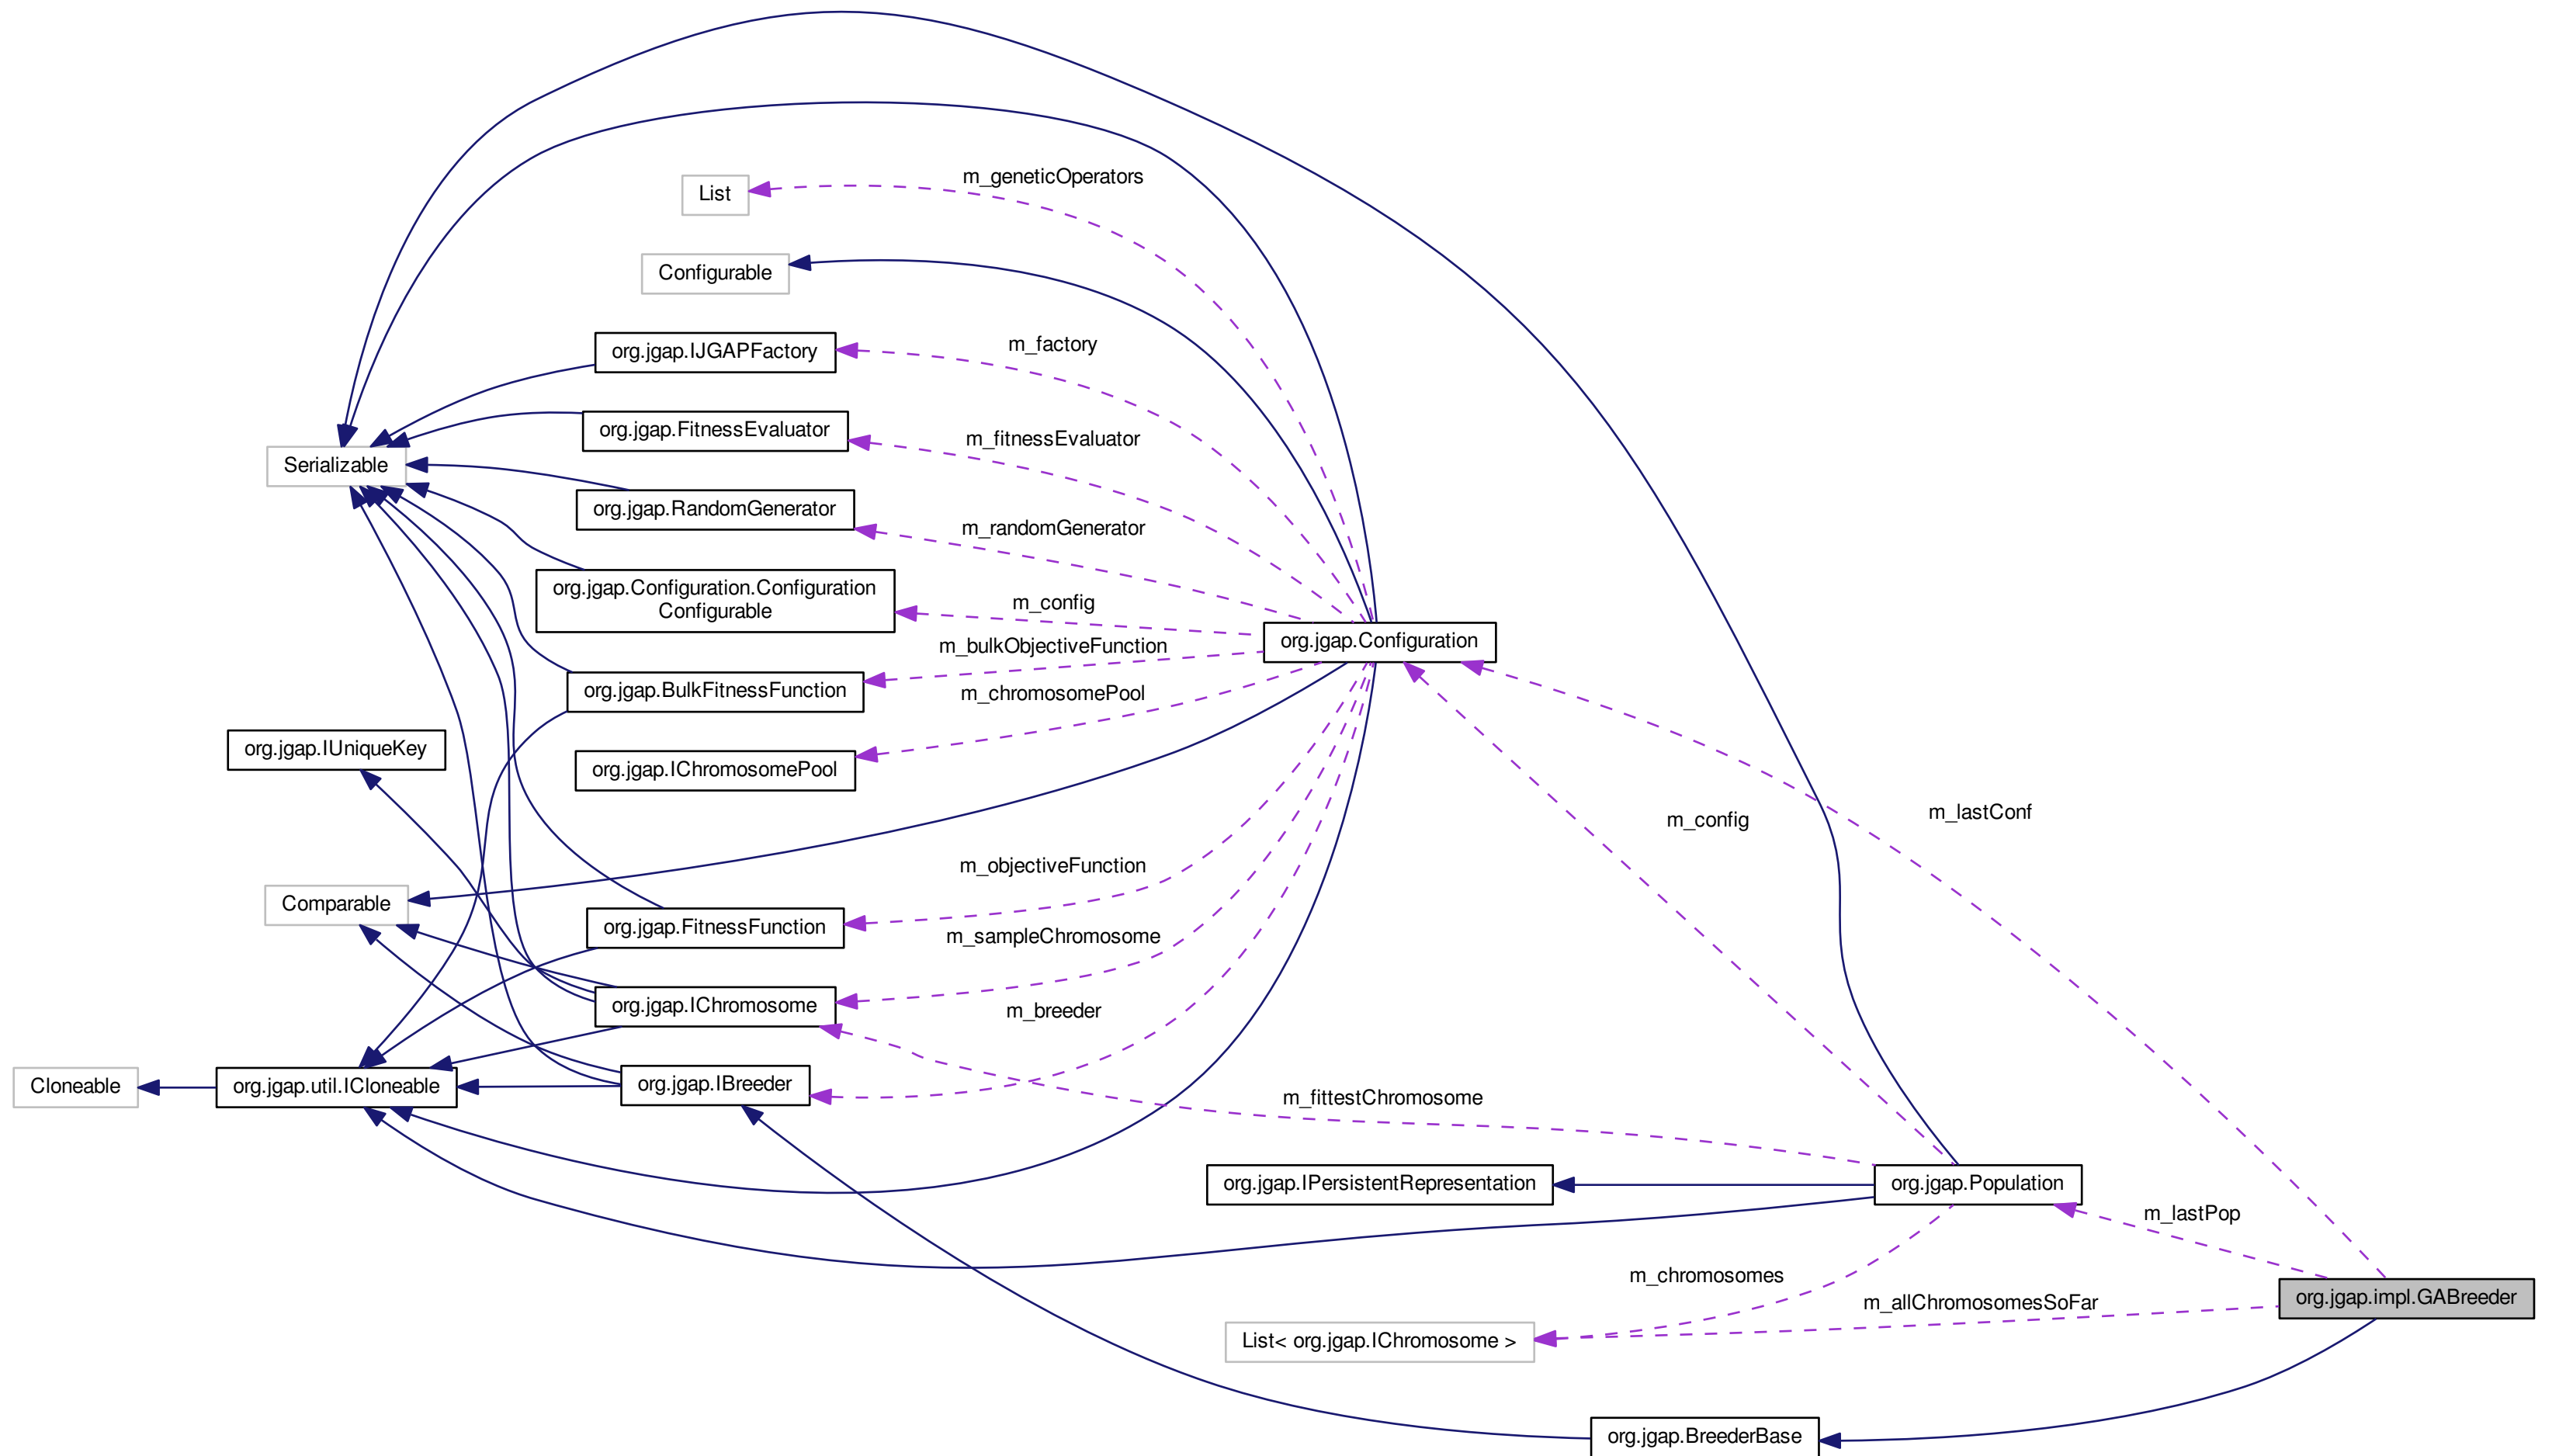 m_geneticOperators
List
Configurable
m_factory
org.jgap.IJGAPFactory
org.jgap.FitnessEvaluator
m_fitnessEvaluator
Serializable
org.jgap.RandomGenerator
m_randomGenerator
org.jgap.Configuration.Configuration
Configurable
m_config
org.jgap.Configuration
m_bulkObjectiveFunction
org.jgap.BulkFitnessFunction
m_chromosomePool
org.jgap.IUniqueKey
org.jgap.IChromosomePool
m_config
m_lastConf
m_objectiveFunction
Comparable
org.jgap.FitnessFunction
m_sampleChromosome
org.jgap.IChromosome
m_breeder
Cloneable
org.jgap.util.ICloneable
org.jgap.IBreeder
m_fittestChromosome
org.jgap.IPersistentRepresentation
org.jgap.Population
m_lastPop
m_chromosomes
m_allChromosomesSoFar
org.jgap.impl.GABreeder
List< org.jgap.IChromosome >
org.jgap.BreederBase